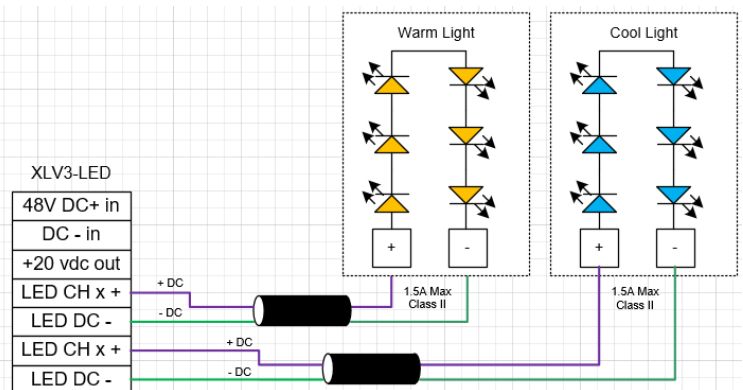 Warm Light
Cool Light
XLV3-LED
48V DC+ in
DC - in
+20 vdc out
LED CH x +
LED DC -
LED CH x +
LED DC -
+ DC
- DC
+ DC
- DC
+
-
1.5A Max
Class II
+
-
1.5A Max
Class II